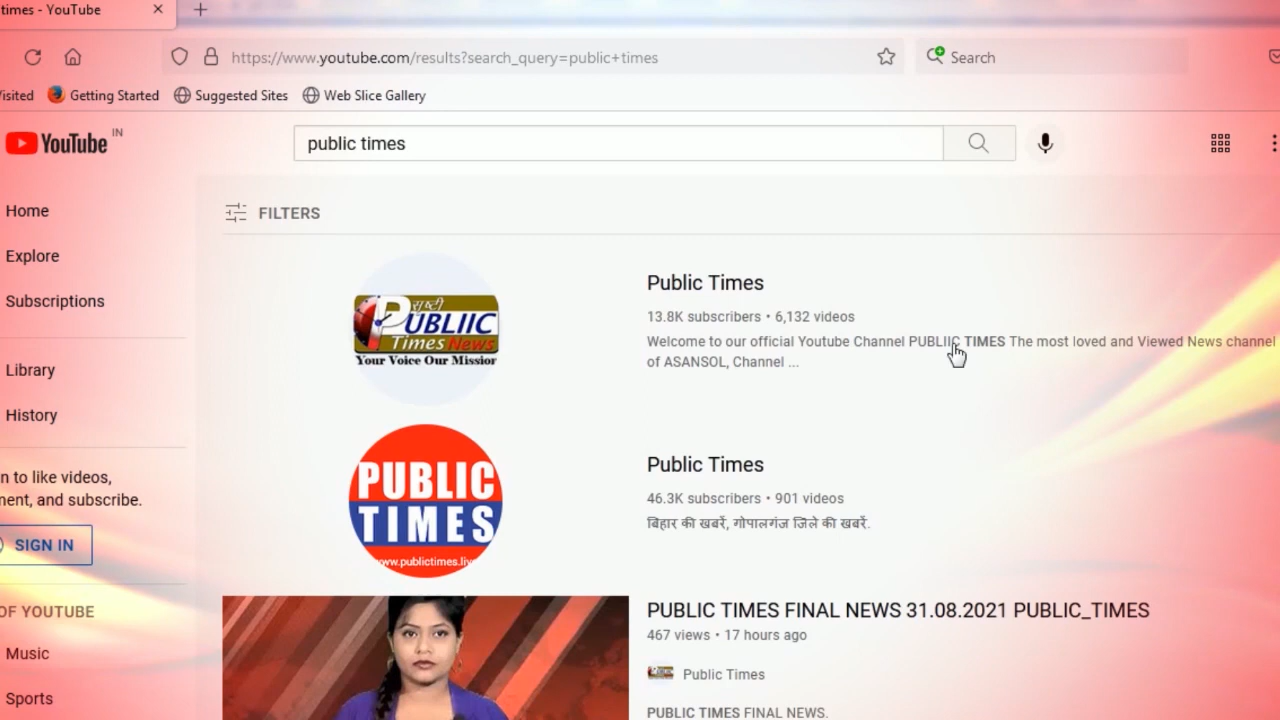 times - YouTube
https://www.youtube.com/results?search_query=public+times
Search
isited
Getting Started
Suggested Sites
Web Slice Gallery
YouTube IN
public times
Home
Explore
Subscriptions
Library
History
n to like videos,
ment, and subscribe.
SIGN IN
OF YOUTUBE
Music
Sports
FILTERS
सृष्टी
PUBLIIC
Times News
Your Voice Our Mission
Public Times
13.8K subscribers • 6,132 videos
Welcome to our official Youtube Channel PUBLIIC TIMES The most loved and Viewed News channel
of ASANSOL, Channel ...
PUBLIC
TIMES
www.publictimes.live
Public Times
46.3K subscribers • 901 videos
बिहार की खबरें, गोपालगंज जिले की खबरें.
PUBLIC TIMES FINAL NEWS 31.08.2021 PUBLIC_TIMES
467 views • 17 hours ago
Public Times
PUBLIC TIMES FINAL NEWS.